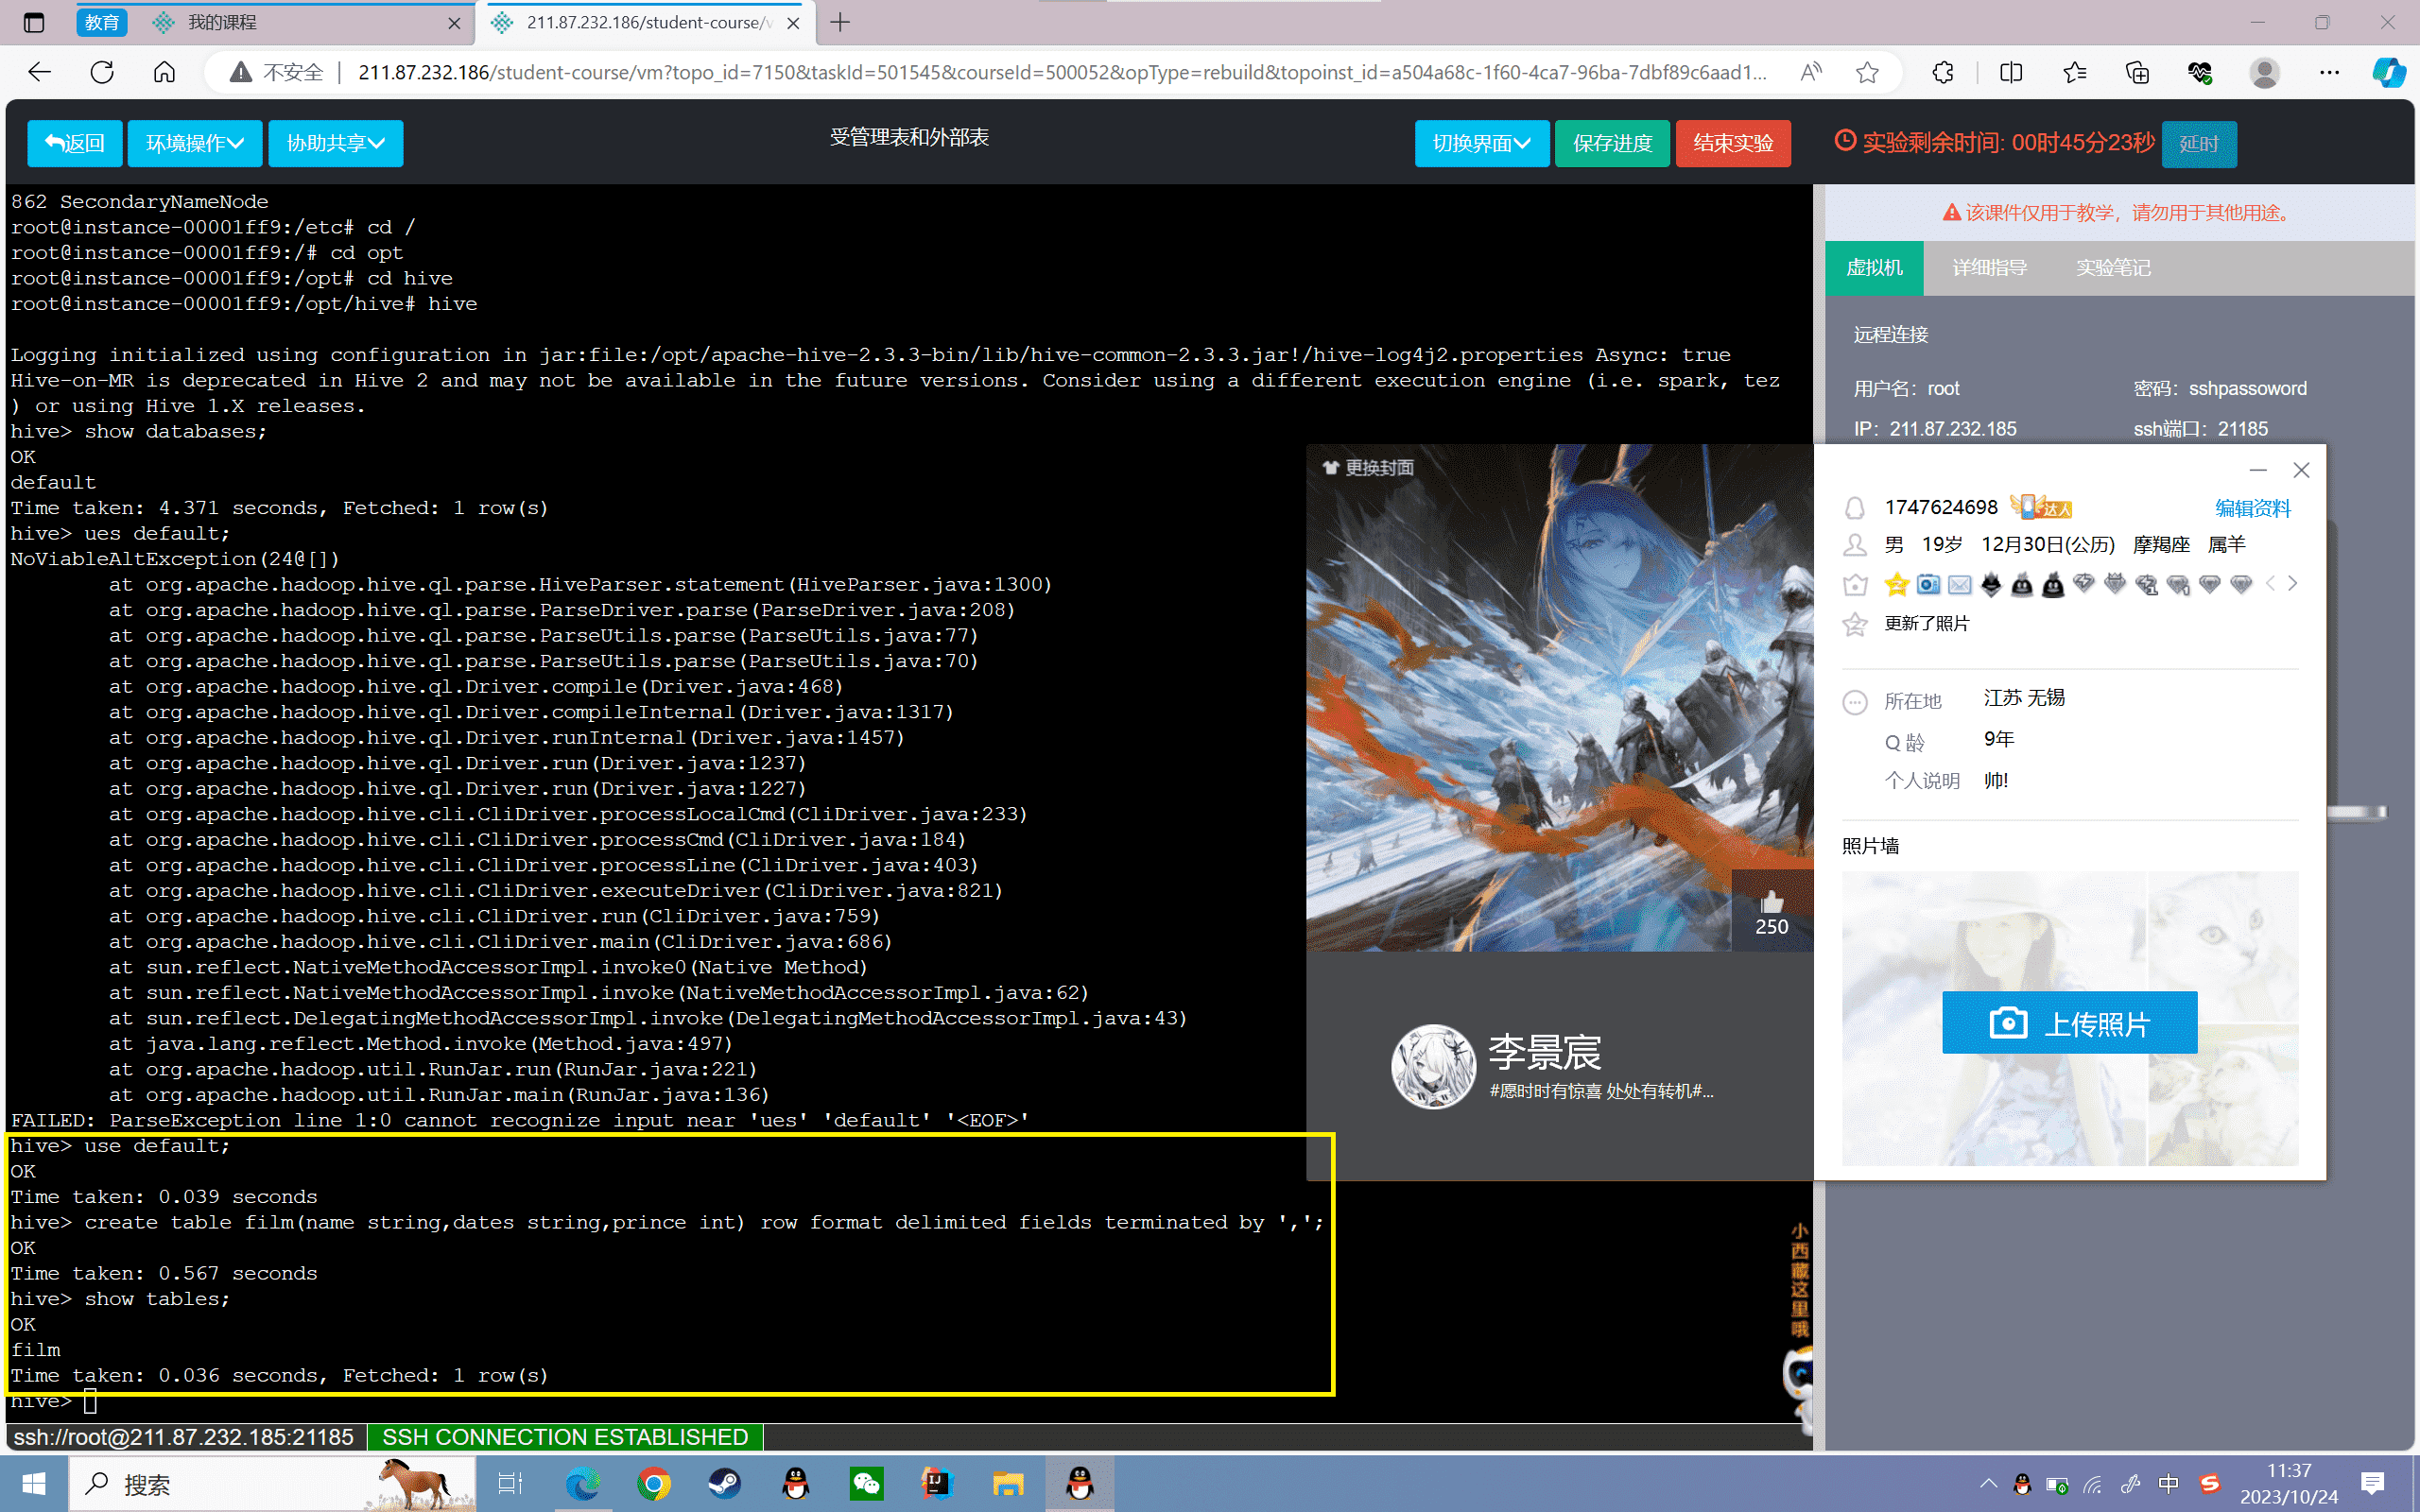 教育
我的课程
211.87.232.186/student-course/v
不安全
211.87.232.186/student-course/vm?topo_id=7150&taskId=501545&courseId=500052&opType=rebuild&topoinst_id=a504a68c-1f60-4ca7-96ba-7dbf89c6aad1...
返回
环境操作
协助共享
受管理表和外部表
切换界面
保存进度
结束实验
实验剩余时间: 00时45分23秒
延时
862 SecondaryNameNode
root@instance-00001ff9:/etc# cd /
root@instance-00001ff9:/# cd opt
root@instance-00001ff9:/opt# cd hive
root@instance-00001ff9:/opt/hive# hive
Logging initialized using configuration in jar:file:/opt/apache-hive-2.3.3-bin/lib/hive-common-2.3.3.jar!/hive-log4j2.properties Async: true
Hive-on-MR is deprecated in Hive 2 and may not be available in the future versions. Consider using a different execution engine (i.e. spark, tez
) or using Hive 1.X releases.
hive> show databases;
OK
default
Time taken: 4.371 seconds, Fetched: 1 row(s)
hive> ues default;
NoViableAltException(24@[])
at org.apache.hadoop.hive.ql.parse.HiveParser.statement(HiveParser.java:1300)
at org.apache.hadoop.hive.ql.parse.ParseDriver.parse(ParseDriver.java:208)
at org.apache.hadoop.hive.ql.parse.ParseUtils.parse(ParseUtils.java:77)
at org.apache.hadoop.hive.ql.parse.ParseUtils.parse(ParseUtils.java:70)
at org.apache.hadoop.hive.ql.Driver.compile(Driver.java:468)
at org.apache.hadoop.hive.ql.Driver.compileInternal(Driver.java:1317)
at org.apache.hadoop.hive.ql.Driver.runInternal(Driver.java:1457)
at org.apache.hadoop.hive.ql.Driver.run(Driver.java:1237)
at org.apache.hadoop.hive.ql.Driver.run(Driver.java:1227)
at org.apache.hadoop.hive.cli.CliDriver.processLocalCmd(CliDriver.java:233)
at org.apache.hadoop.hive.cli.CliDriver.processCmd(CliDriver.java:184)
at org.apache.hadoop.hive.cli.CliDriver.processLine(CliDriver.java:403)
at org.apache.hadoop.hive.cli.CliDriver.executeDriver(CliDriver.java:821)
at org.apache.hadoop.hive.cli.CliDriver.run(CliDriver.java:759)
at org.apache.hadoop.hive.cli.CliDriver.main(CliDriver.java:686)
at sun.reflect.NativeMethodAccessorImpl.invoke0(Native Method)
at sun.reflect.NativeMethodAccessorImpl.invoke(NativeMethodAccessorImpl.java:62)
at sun.reflect.DelegatingMethodAccessorImpl.invoke(DelegatingMethodAccessorImpl.java:43)
at java.lang.reflect.Method.invoke(Method.java:497)
at org.apache.hadoop.util.RunJar.run(RunJar.java:221)
at org.apache.hadoop.util.RunJar.main(RunJar.java:136)
FAILED: ParseException line 1:0 cannot recognize input near 'ues' 'default' '<EOF>'
hive> use default;
OK
Time taken: 0.039 seconds
hive> create table film(name string,dates string,prince int) row format delimited fields terminated by ',';
OK
Time taken: 0.567 seconds
hive> show tables;
OK
film
Time taken: 0.036 seconds, Fetched: 1 row(s)
hive>
ssh://root@211.87.232.185:21185
SSH CONNECTION ESTABLISHED
该课件仅用于教学，请勿用于其他用途。
虚拟机
详细指导
实验笔记
远程连接
用户名：root
密码：sshpassoword
IP：211.87.232.185
ssh端口：21185
更换封面
250
李景宸
#愿时时有惊喜 处处有转机#...
1747624698
达人
编辑资料
男 19岁 12月30日(公历) 摩羯座 属羊
更新了照片
所在地 江苏 无锡
Q 龄 9年
个人说明 帅!
照片墙
上传照片
小西藏这里哦
搜索
中
11:37
2023/10/24